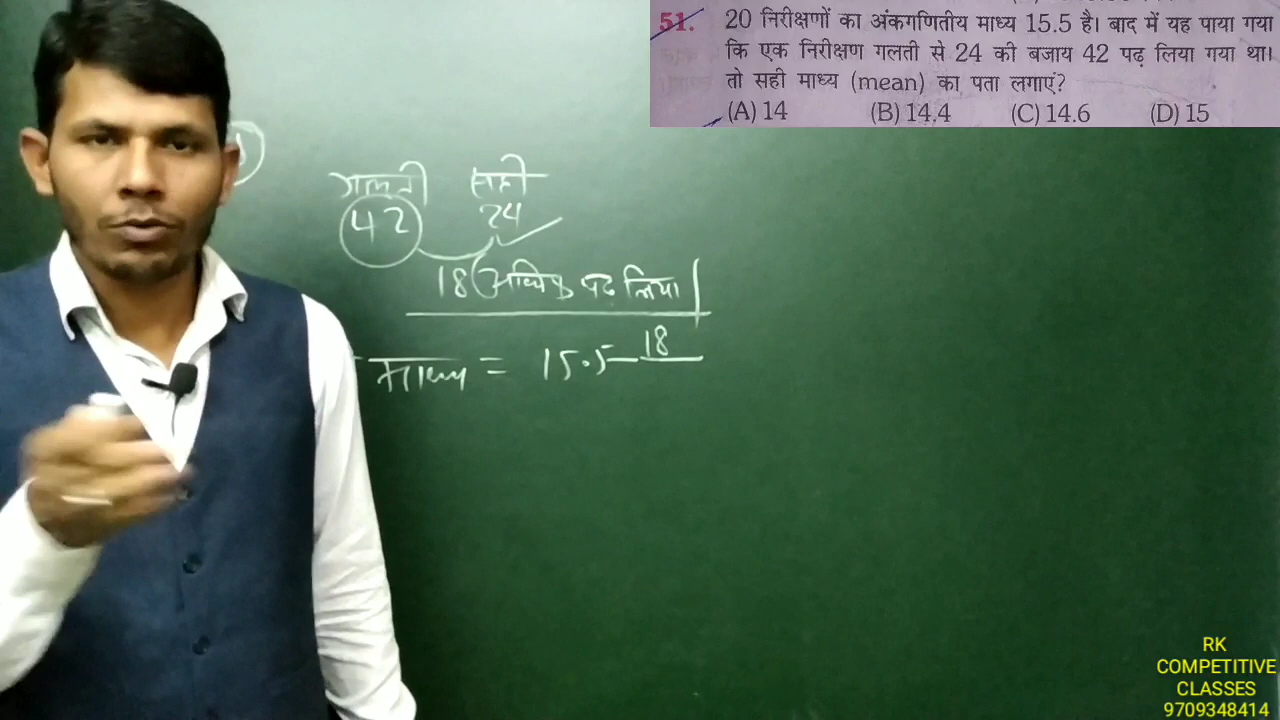 51. 20 निरीक्षणों का अंकगणितीय माध्य 15.5 है। बाद में यह पाया गया
कि एक निरीक्षण गलती से 24 की बजाय 42 पढ़ लिया गया था।
तो सही माध्य (mean) का पता लगाएं?
(A) 14 (B) 14.4 (C) 14.6 (D) 15
गलती सही
42 24
18 (अधिक पढ़ लिया)
माध्य = 15.5 - 18
RK
COMPETITIVE
CLASSES
9709348414